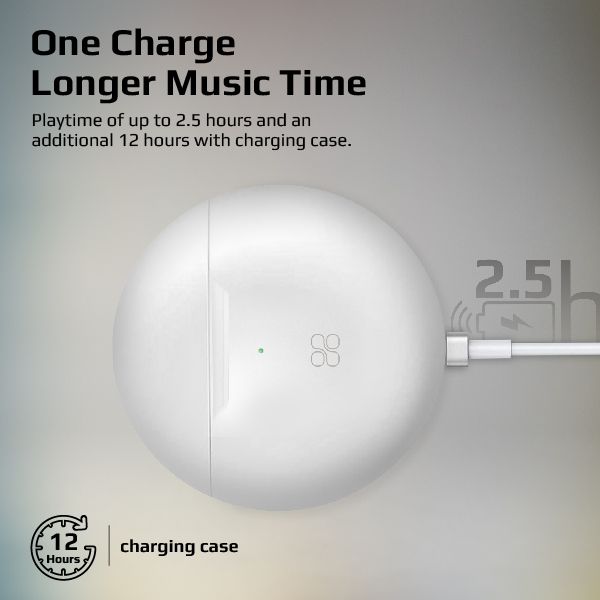 One Charge
Longer Music Time
Playtime of up to 2.5 hours and an
additional 12 hours with charging case.
2.5h
12
Hours
charging case